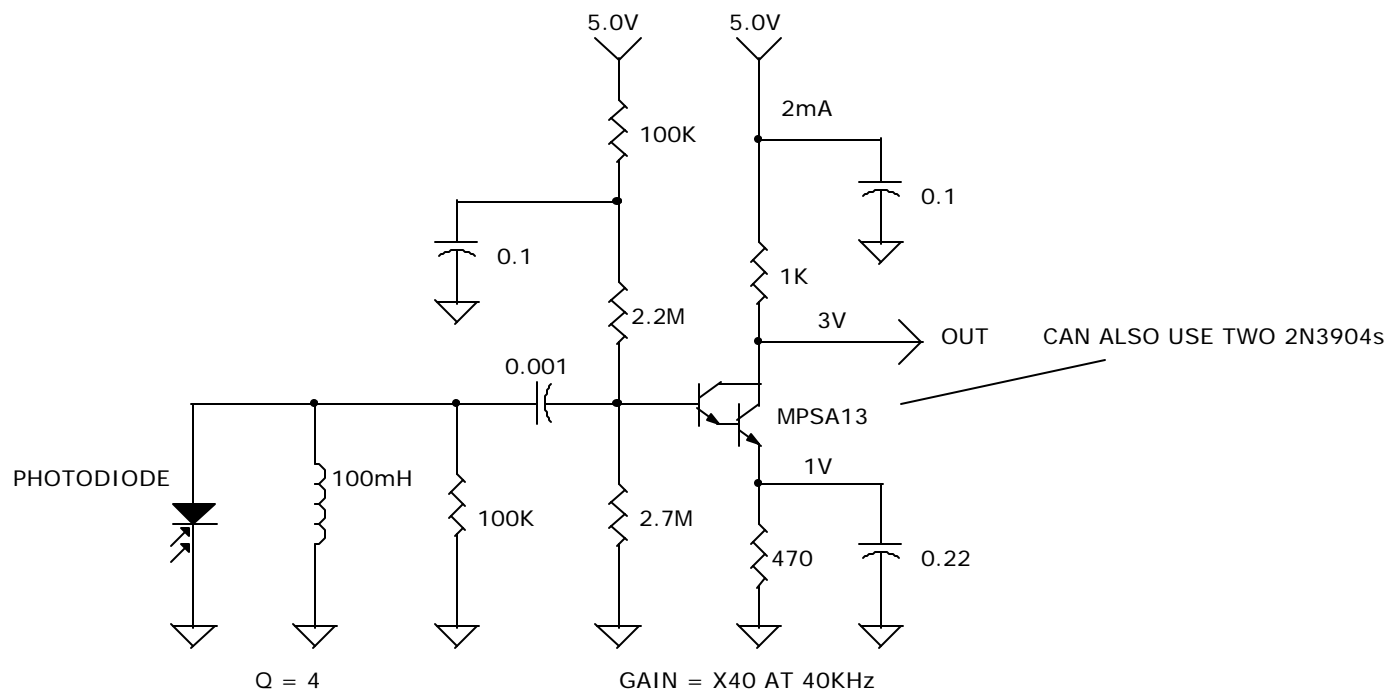 5.0V
5.0V
2mA
100K
0.1
0.1
1K
2.2M
3V
OUT
CAN ALSO USE TWO 2N3904s
0.001
MPSA13
1V
PHOTODIODE
100mH
100K
2.7M
470
0.22
Q = 4
GAIN = X40 AT 40KHz